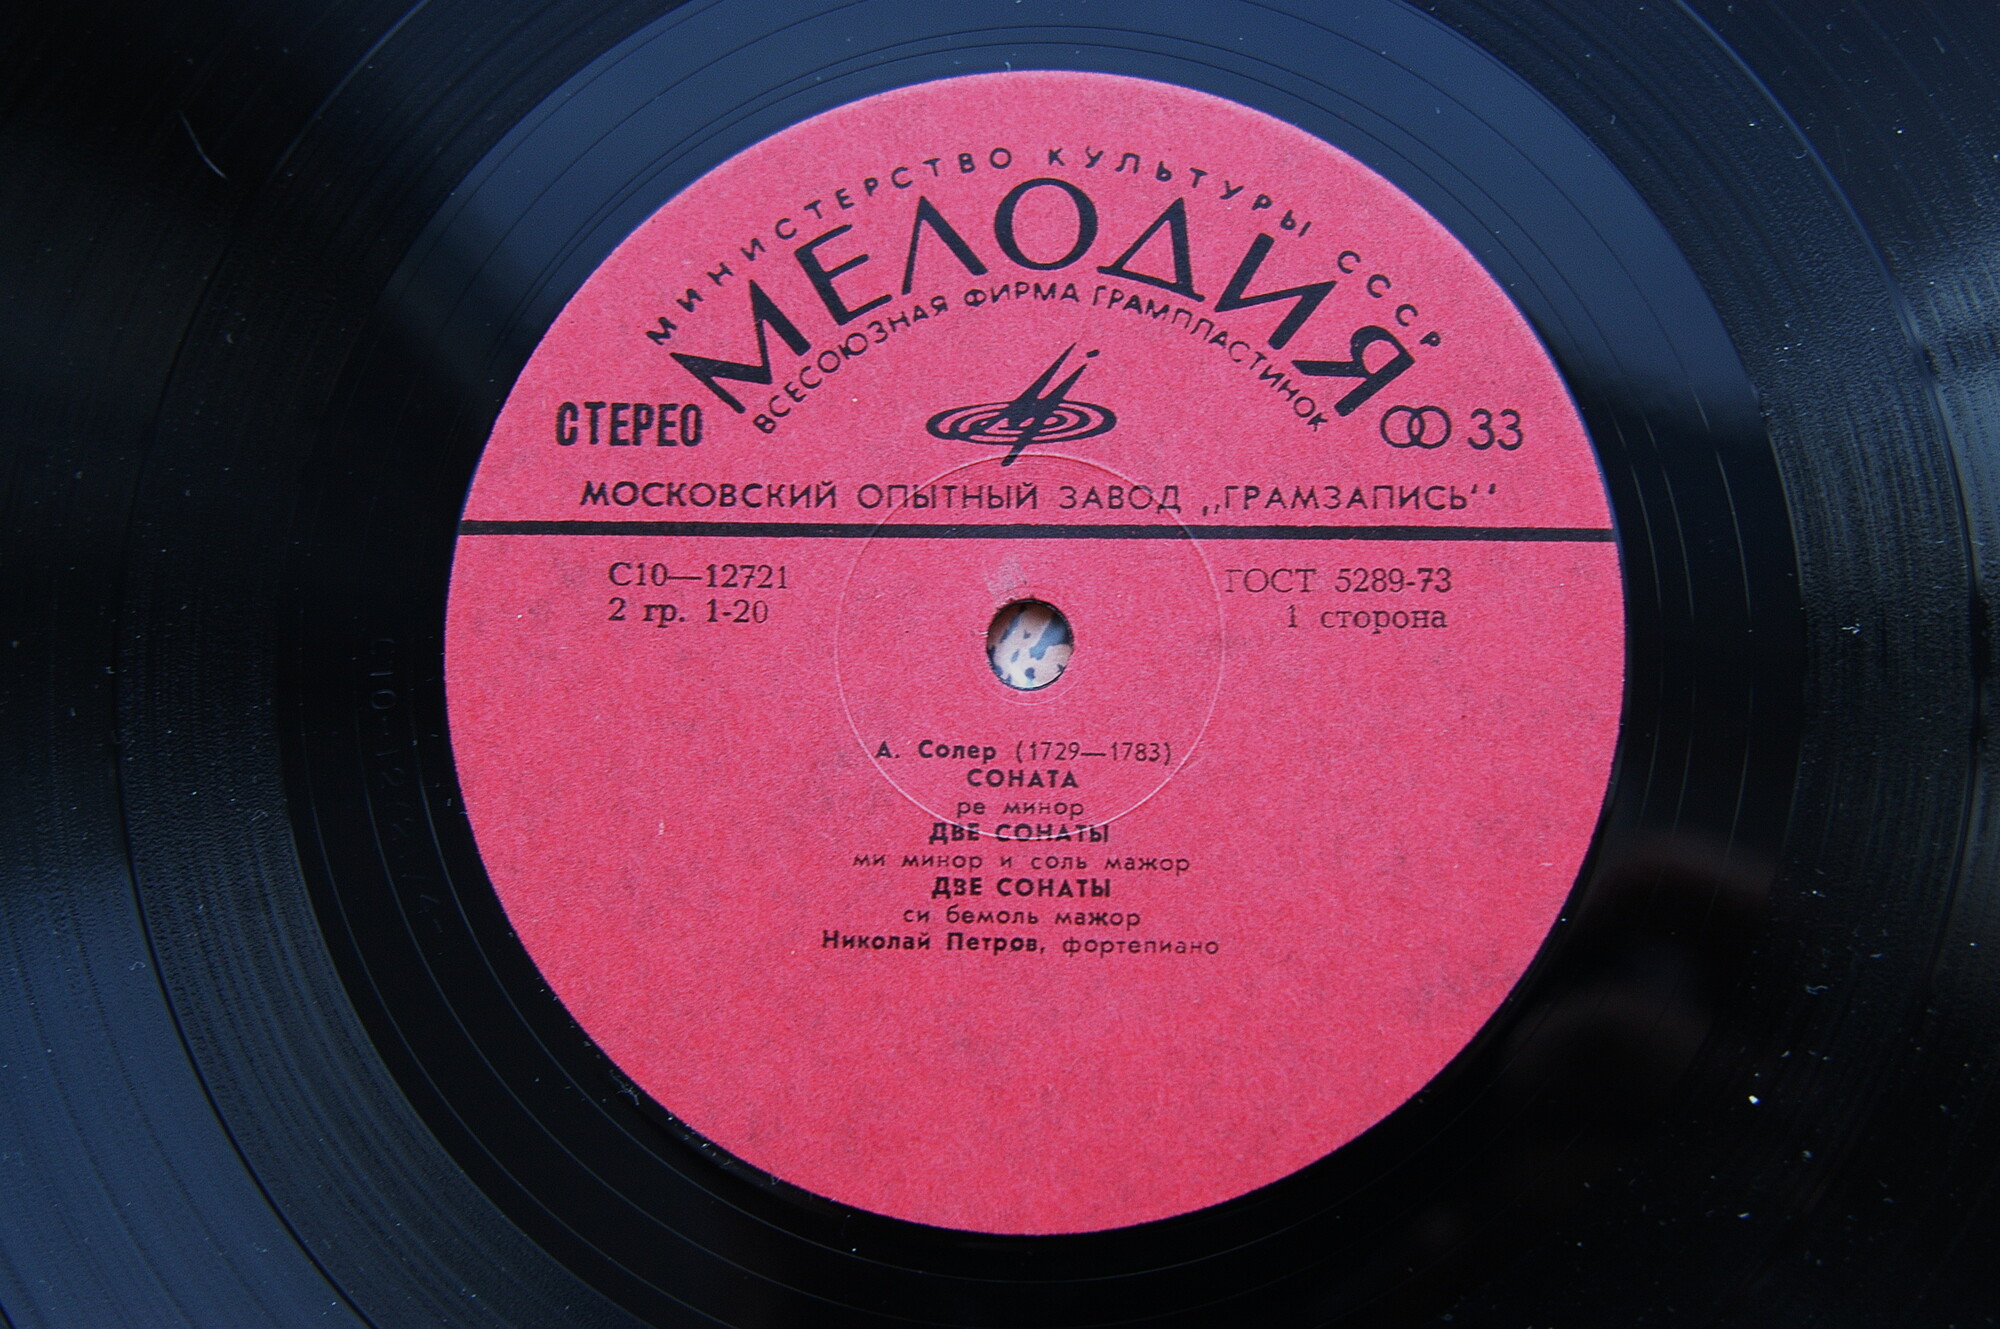 МИНИСТЕРСТВО КУЛЬТУРЫ СССР
МЕЛОДИЯ
ВСЕСОЮЗНАЯ ФИРМА ГРАМПЛАСТИНОК
СТЕРЕО
33
МОСКОВСКИЙ ОПЫТНЫЙ ЗАВОД „ГРАМЗАПИСЬ‘‘
С10—12721
2 гр. 1-20
ГОСТ 5289-73
1 сторона
А. Солер (1729—1783)
СОНАТА
ре минор
ДВЕ СОНАТЫ
ми минор и соль мажор
ДВЕ СОНАТЫ
си бемоль мажор
Николай Петров, фортепиано